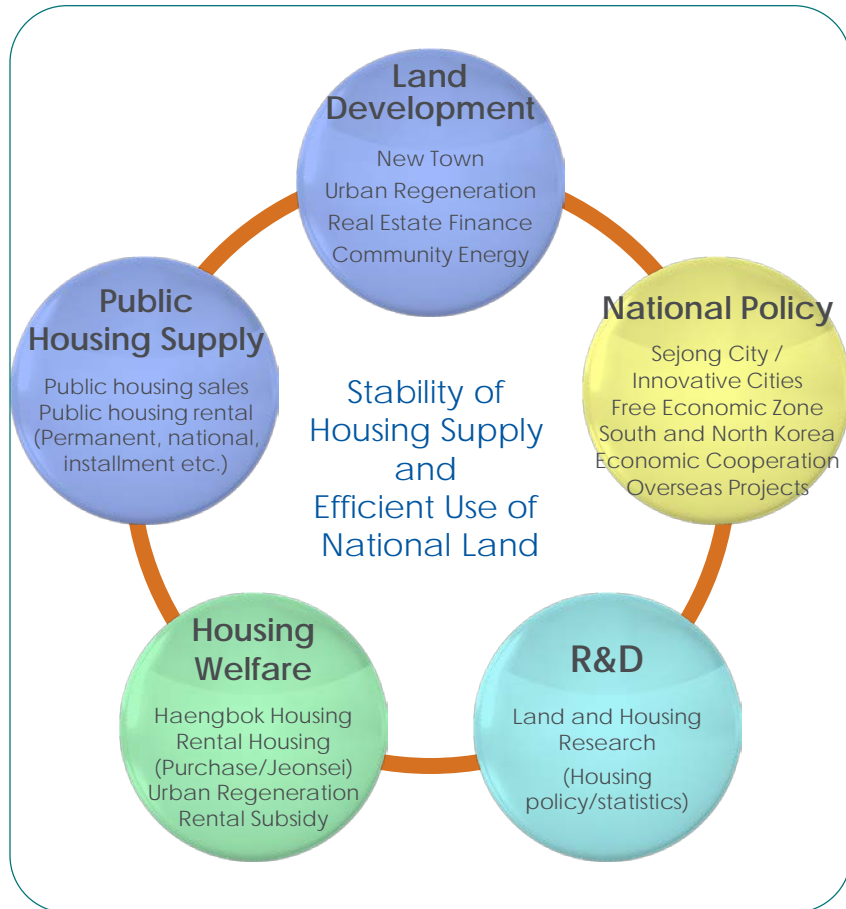 Land
Development
New Town
Urban Regeneration
Real Estate Finance
Community Energy
National Policy
Sejong City /
Innovative Cities
Free Economic Zone
South and North Korea
Economic Cooperation
Overseas Projects
R&D
Land and Housing
Research
(Housing
policy/statistics)
Housing
Welfare
Haengbok Housing
Rental Housing
(Purchase/Jeonsei)
Urban Regeneration
Rental Subsidy
Public
Housing Supply
Public housing sales
Public housing rental
(Permanent, national,
installment etc.)
Stability of
Housing Supply
and
Efficient Use of
National Land